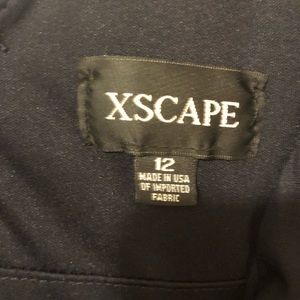 XSCAPE
12
MADE IN USA
OF IMPORTED
FABRIC